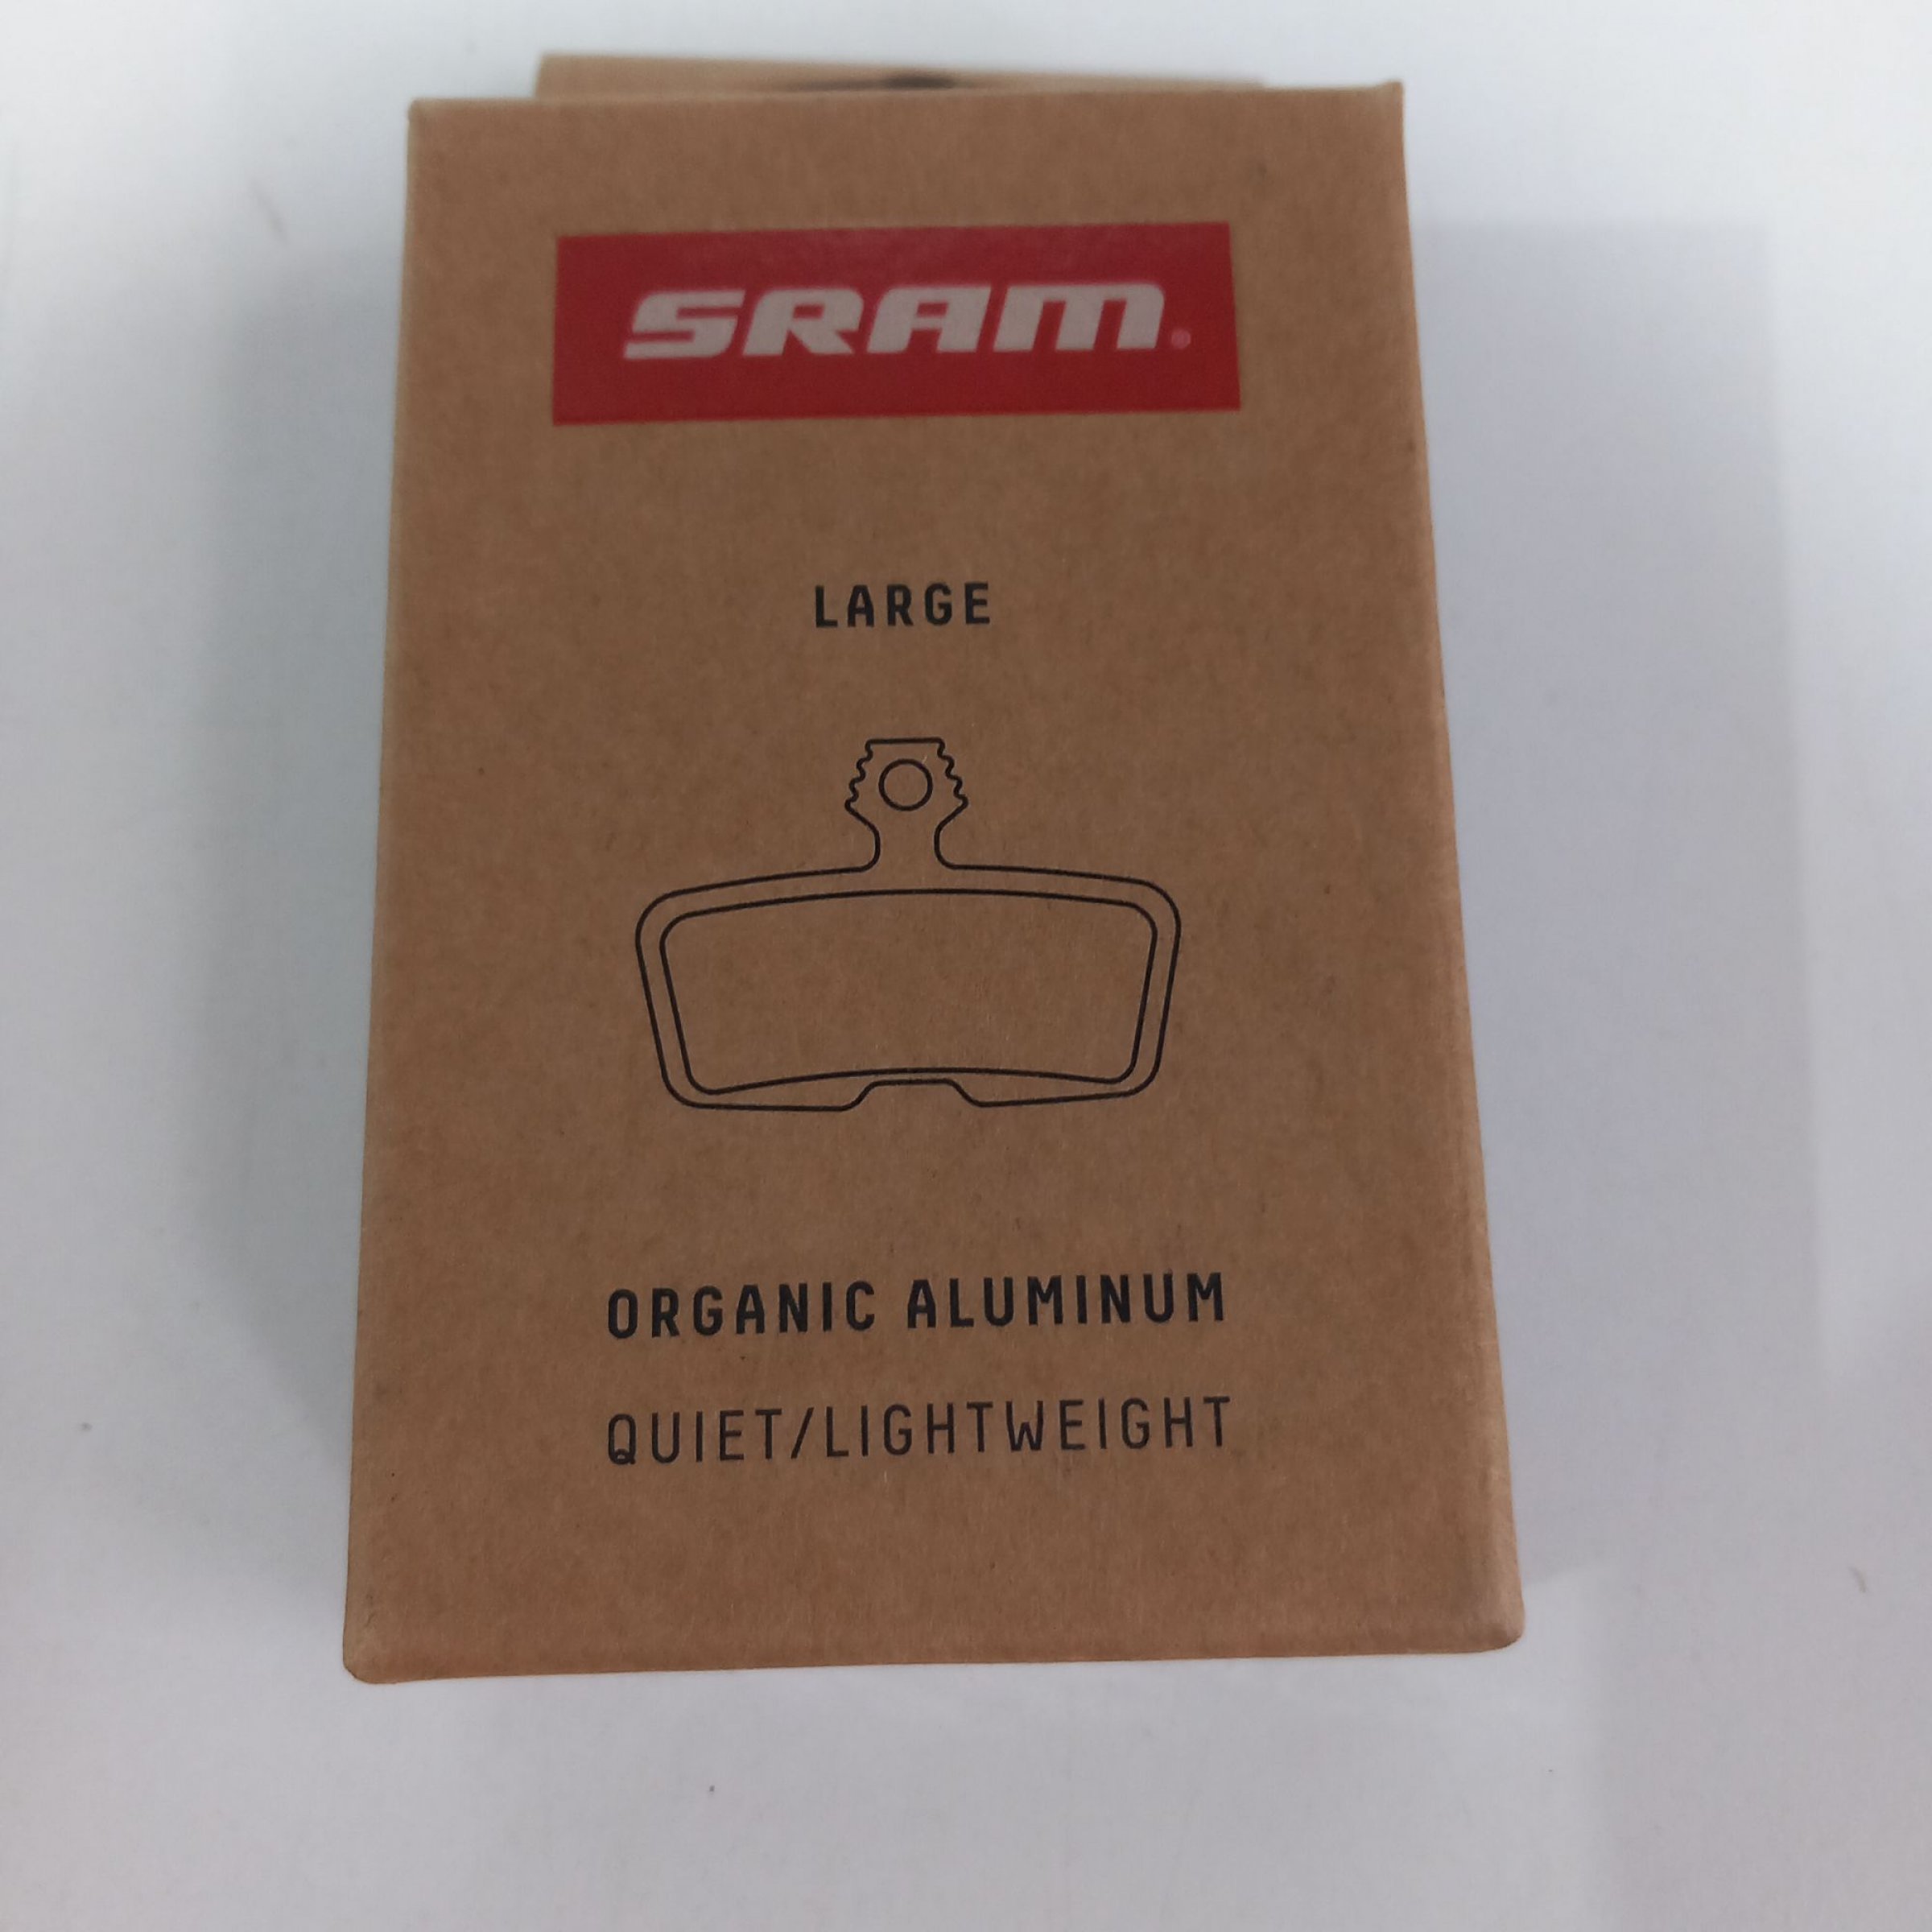 SRAM
LARGE
ORGANIC ALUMINUM
QUIET/LIGHTWEIGHT